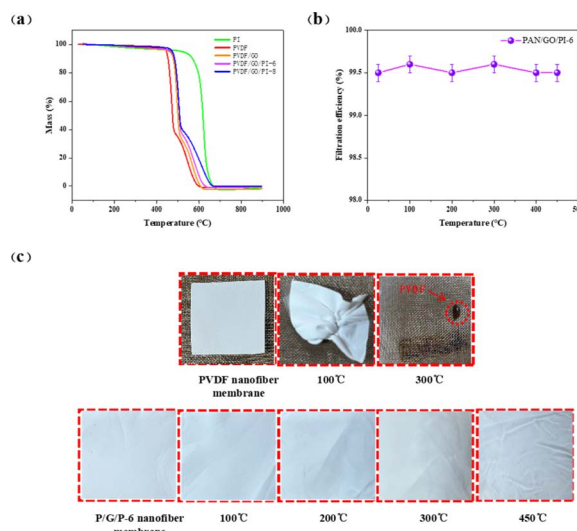 (a)
(b)
100
80
60
40
20
0
Mass (%)
0
200
400
600
800
1000
Temperature (℃)
PI
PVDF
PVDF/GO
PVDF/GO/PI-6
PVDF/GO/PI-8
100.0
99.5
99.0
98.5
98.0
Filtration efficiency (%)
0
100
200
300
400
Temperature (℃)
PAN/GO/PI-6
(c)
PVDF
PVDF nanofiber
membrane
100℃
300℃
P/G/P-6 nanofiber
membrane
100℃
200℃
300℃
450℃